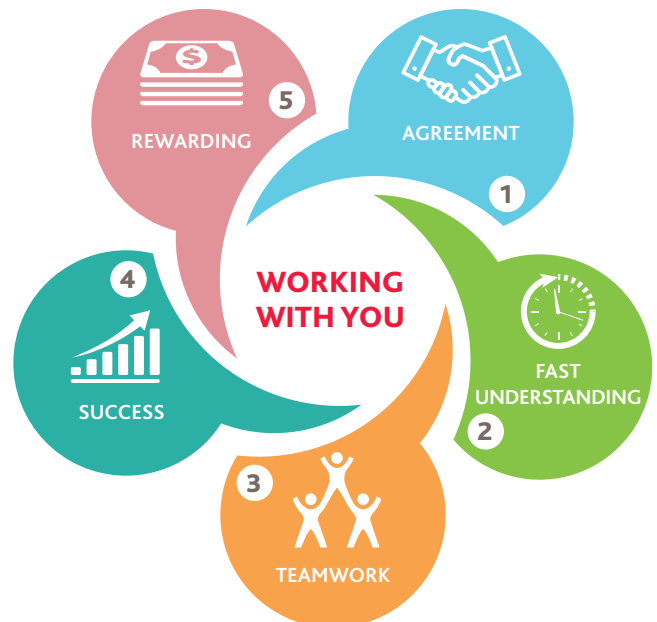 WORKING
WITH YOU
1
AGREEMENT
2
FAST
UNDERSTANDING
3
TEAMWORK
4
SUCCESS
5
REWARDING
$